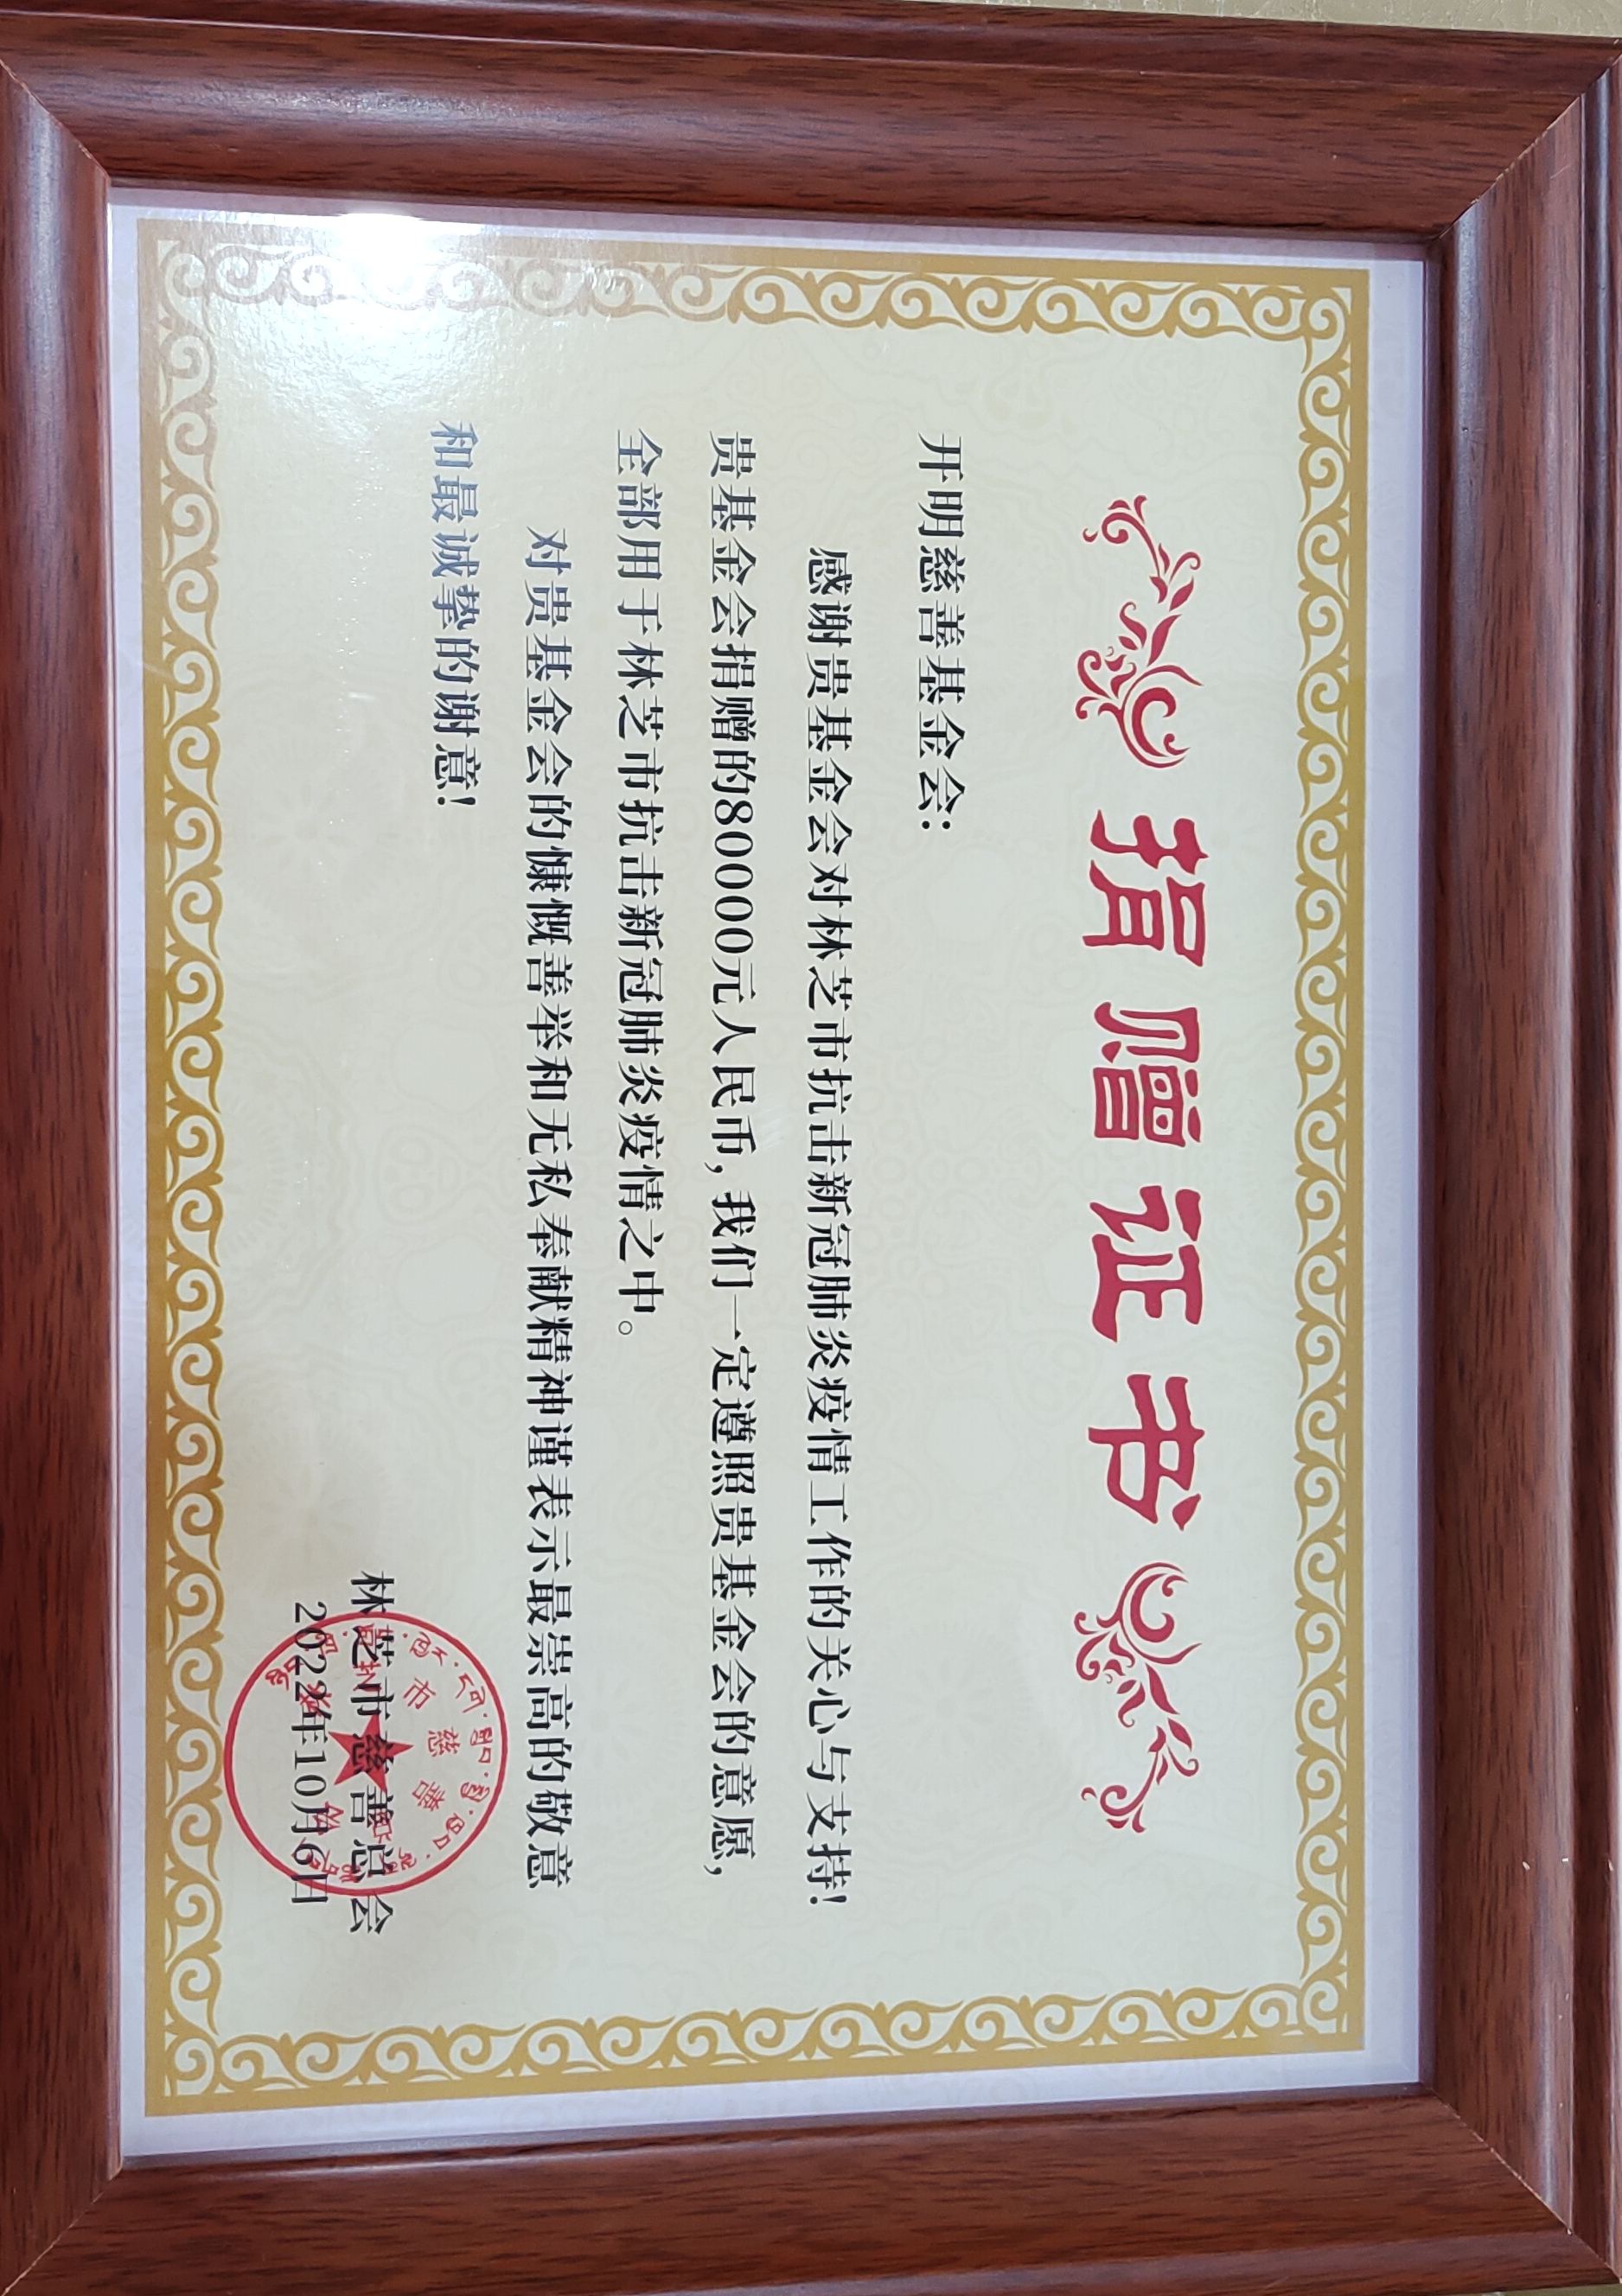 捐赠证书
开明慈善基金会：
感谢贵基金会对林芝市抗击新冠肺炎疫情工作的关心与支持！
贵基金会捐赠的80000元人民币，我们一定遵照贵基金会的意愿，
全部用于林芝市抗击新冠肺炎疫情之中。
对贵基金会的慷慨善举和无私奉献精神谨表示最崇高的敬意
和最诚挚的谢意！
林芝市慈善总会
2022年10月6日